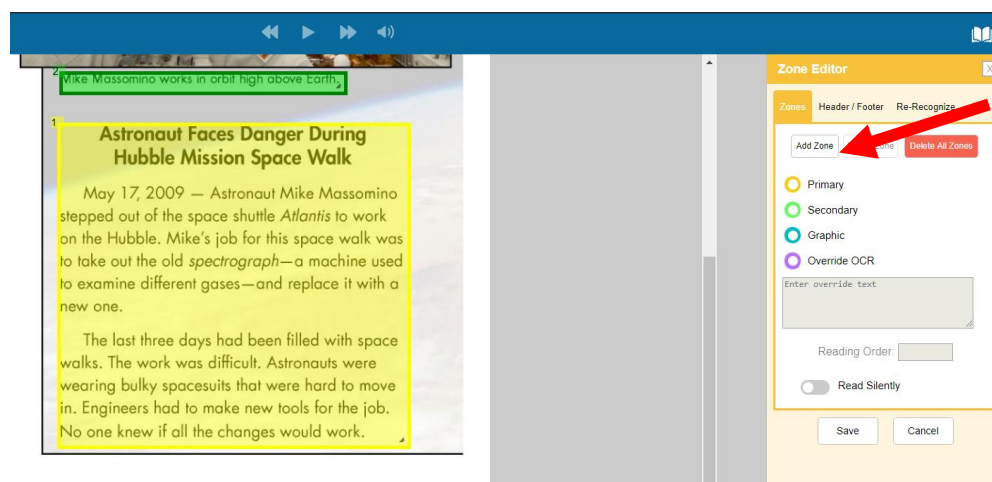 2
Mike Massomino works in orbit high above Earth.
1
Astronaut Faces Danger During
Hubble Mission Space Walk
May 17, 2009 — Astronaut Mike Massomino
stepped out of the space shuttle Atlantis to work
on the Hubble. Mike's job for this space walk was
to take out the old spectrograph—a machine used
to examine different gases—and replace it with a
new one.
The last three days had been filled with space
walks. The work was difficult. Astronauts were
wearing bulky spacesuits that were hard to move
in. Engineers had to make new tools for the job.
No one knew if all the changes would work.
Zone Editor
X
Zones Header / Footer Re-Recognize
Add Zone Delete All Zones
Primary
Secondary
Graphic
Override OCR
Enter override text
Reading Order:
Read Silently
Save Cancel